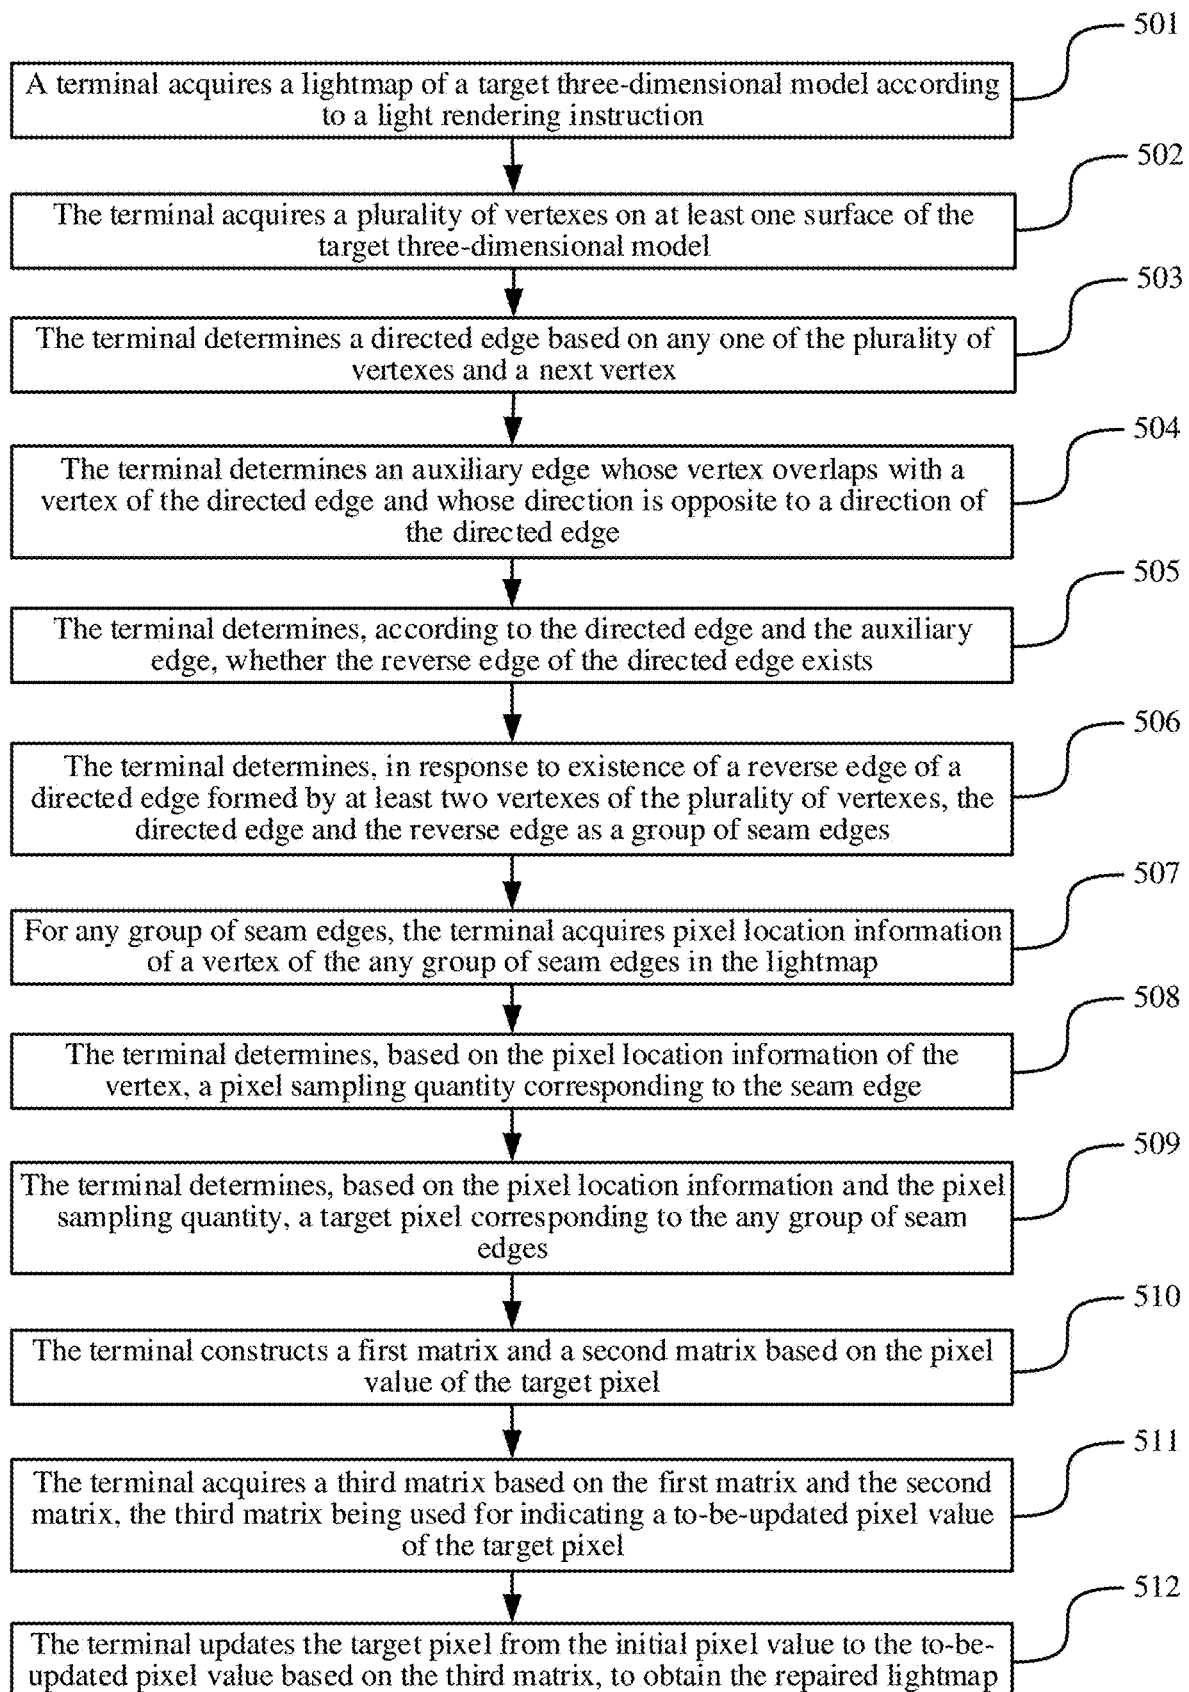 501
A terminal acquires a lightmap of a target three-dimensional model according
to a light rendering instruction
502
The terminal acquires a plurality of vertexes on at least one surface of the
target three-dimensional model
503
The terminal determines a directed edge based on any one of the plurality of
vertexes and a next vertex
504
The terminal determines an auxiliary edge whose vertex overlaps with a
vertex of the directed edge and whose direction is opposite to a direction of
the directed edge
505
The terminal determines, according to the directed edge and the auxiliary
edge, whether the reverse edge of the directed edge exists
506
The terminal determines, in response to existence of a reverse edge of a
directed edge formed by at least two vertexes of the plurality of vertexes, the
directed edge and the reverse edge as a group of seam edges
507
For any group of seam edges, the terminal acquires pixel location information
of a vertex of the any group of seam edges in the lightmap
508
The terminal determines, based on the pixel location information of the
vertex, a pixel sampling quantity corresponding to the seam edge
509
The terminal determines, based on the pixel location information and the pixel
sampling quantity, a target pixel corresponding to the any group of seam
edges
510
The terminal constructs a first matrix and a second matrix based on the pixel
value of the target pixel
511
The terminal acquires a third matrix based on the first matrix and the second
matrix, the third matrix being used for indicating a to-be-updated pixel value
of the target pixel
512
The terminal updates the target pixel from the initial pixel value to the to-be-
updated pixel value based on the third matrix, to obtain the repaired lightmap